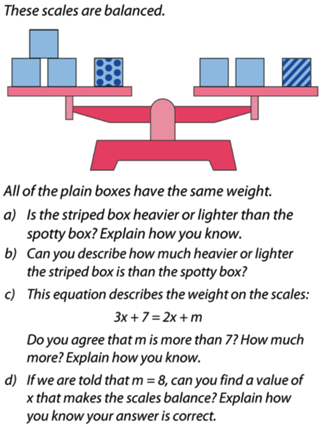 These scales are balanced.
All of the plain boxes have the same weight.
a) Is the striped box heavier or lighter than the
spotty box? Explain how you know.
b) Can you describe how much heavier or lighter
the striped box is than the spotty box?
c) This equation describes the weight on the scales:
3x + 7 = 2x + m
Do you agree that m is more than 7? How much
more? Explain how you know.
d) If we are told that m = 8, can you find a value of
x that makes the scales balance? Explain how
you know your answer is correct.